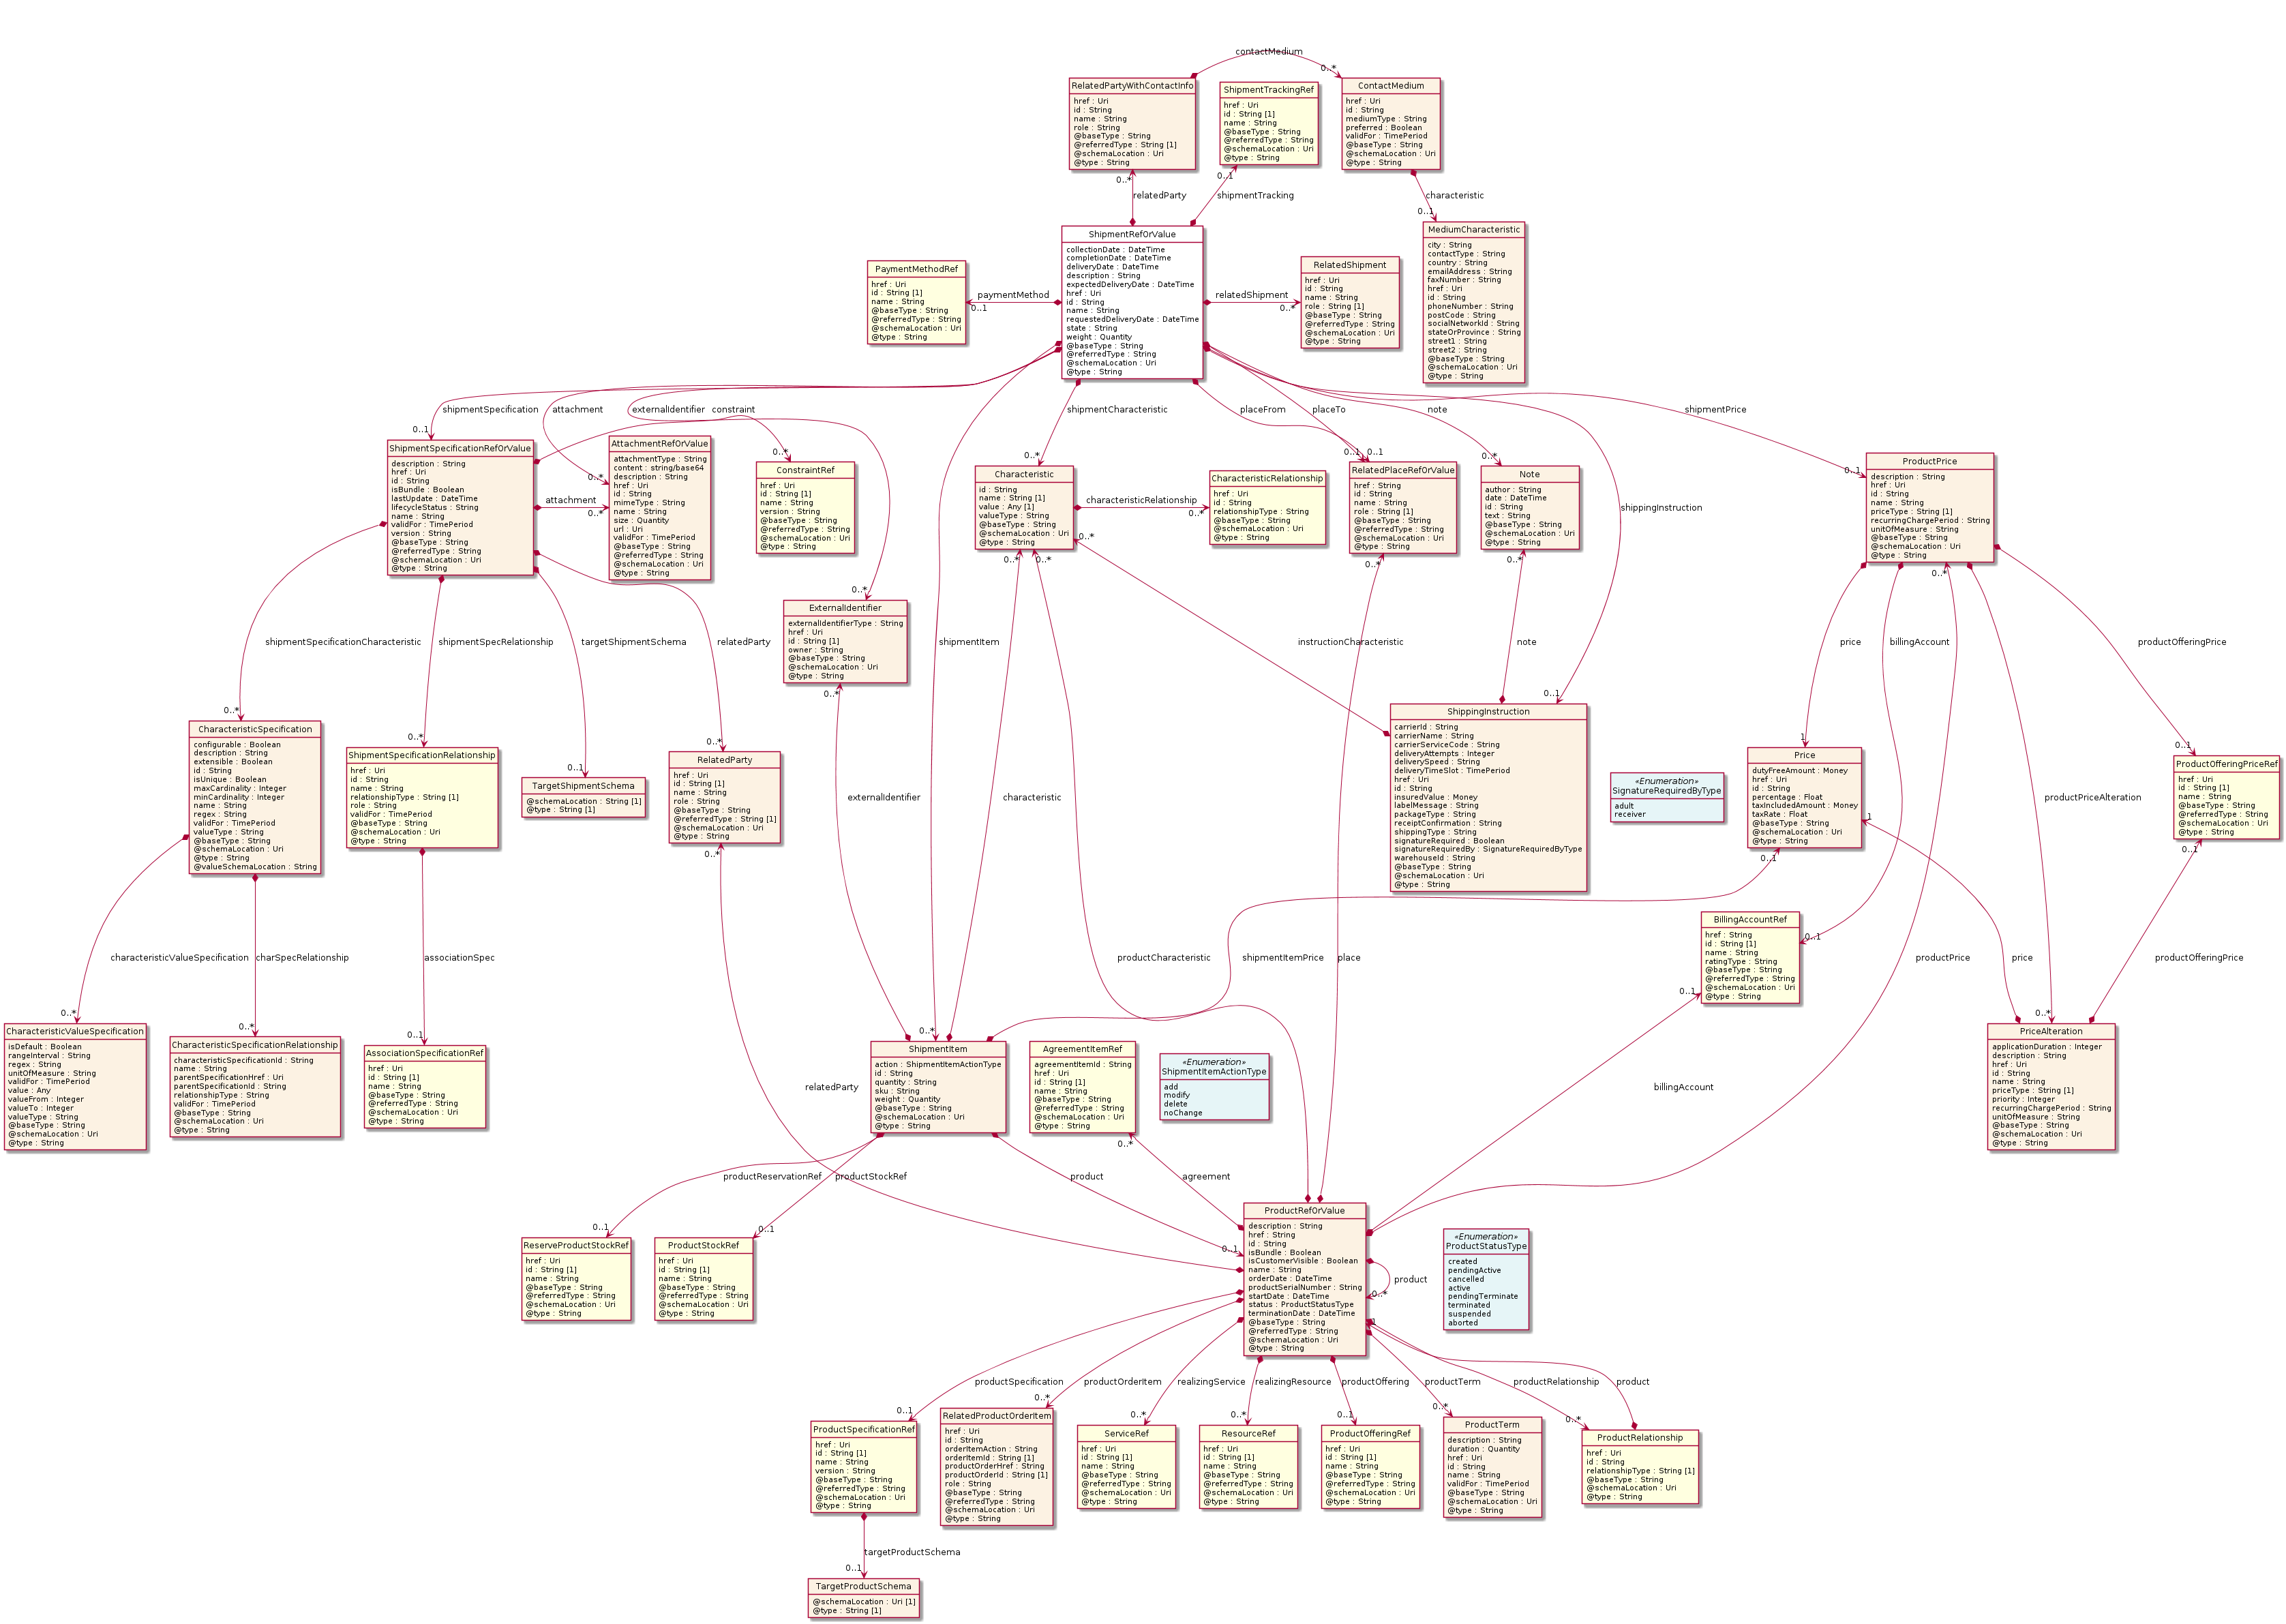 contactMedium
0..*
RelatedPartyWithContactInfo
href : Uri
id : String
name : String
role : String
@baseType : String
@referredType : String [1]
@schemaLocation : Uri
@type : String
ShipmentTrackingRef
href : Uri
id : String [1]
name : String
@baseType : String
@referredType : String
@schemaLocation : Uri
@type : String
ContactMedium
href : Uri
id : String
mediumType : String
preferred : Boolean
validFor : TimePeriod
@baseType : String
@schemaLocation : Uri
@type : String
0..*
relatedParty
0..1
shipmentTracking
characteristic
0..1
ShipmentRefOrValue
collectionDate : DateTime
completionDate : DateTime
deliveryDate : DateTime
description : String
expectedDeliveryDate : DateTime
href : Uri
id : String
name : String
requestedDeliveryDate : DateTime
state : String
weight : Quantity
@baseType : String
@referredType : String
@schemaLocation : Uri
@type : String
MediumCharacteristic
city : String
contactType : String
country : String
emailAddress : String
faxNumber : String
href : Uri
id : String
phoneNumber : String
postCode : String
socialNetworkId : String
stateOrProvince : String
street1 : String
street2 : String
@baseType : String
@schemaLocation : Uri
@type : String
PaymentMethodRef
href : Uri
id : String [1]
name : String
@baseType : String
@referredType : String
@schemaLocation : Uri
@type : String
paymentMethod
0..1
relatedShipment
0..*
RelatedShipment
href : Uri
id : String
name : String
role : String [1]
@baseType : String
@referredType : String
@schemaLocation : Uri
@type : String
shipmentSpecification
attachment
externalIdentifier
constraint
shipmentCharacteristic
placeFrom
placeTo
note
shipmentPrice
0..1
0..*
0..*
0..*
0..1
0..1
0..*
0..1
ShipmentSpecificationRefOrValue
description : String
href : Uri
id : String
isBundle : Boolean
lastUpdate : DateTime
lifecycleStatus : String
name : String
validFor : TimePeriod
version : String
@baseType : String
@referredType : String
@schemaLocation : Uri
@type : String
attachment
0..*
AttachmentRefOrValue
attachmentType : String
content : string/base64
description : String
href : Uri
id : String
mimeType : String
name : String
size : Quantity
url : Uri
validFor : TimePeriod
@baseType : String
@referredType : String
@schemaLocation : Uri
@type : String
ConstraintRef
href : Uri
id : String [1]
name : String
version : String
@baseType : String
@referredType : String
@schemaLocation : Uri
@type : String
Characteristic
id : String
name : String [1]
value : Any [1]
valueType : String
@baseType : String
@schemaLocation : Uri
@type : String
characteristicRelationship
0..*
CharacteristicRelationship
href : Uri
id : String
relationshipType : String
@baseType : String
@schemaLocation : Uri
@type : String
RelatedPlaceRefOrValue
href : String
id : String
name : String
role : String [1]
@baseType : String
@referredType : String
@schemaLocation : Uri
@type : String
Note
author : String
date : DateTime
id : String
text : String
@baseType : String
@schemaLocation : Uri
@type : String
shippingInstruction
ProductPrice
description : String
href : Uri
id : String
name : String
priceType : String [1]
recurringChargePeriod : String
unitOfMeasure : String
@baseType : String
@schemaLocation : Uri
@type : String
0..*
0..*
0..*
0..*
0..*
0..*
0..*
ExternalIdentifier
externalIdentifierType : String
href : Uri
id : String [1]
owner : String
@baseType : String
@schemaLocation : Uri
@type : String
0..*
shipmentSpecificationCharacteristic
shipmentSpecRelationship
targetShipmentSchema
relatedParty
shipmentItem
instructionCharacteristic
note
price
billingAccount
productOfferingPrice
0..*
0..*
0..1
0..*
0..1
1
0..1
CharacteristicSpecification
configurable : Boolean
description : String
extensible : Boolean
id : String
isUnique : Boolean
maxCardinality : Integer
minCardinality : Integer
name : String
regex : String
validFor : TimePeriod
valueType : String
@baseType : String
@schemaLocation : Uri
@type : String
@valueSchemaLocation : String
ShipmentSpecificationRelationship
href : Uri
id : String
name : String
relationshipType : String [1]
role : String
validFor : TimePeriod
@baseType : String
@schemaLocation : Uri
@type : String
TargetShipmentSchema
@schemaLocation : String [1]
@type : String [1]
RelatedParty
href : Uri
id : String [1]
name : String
role : String
@baseType : String
@referredType : String [1]
@schemaLocation : Uri
@type : String
0..*
externalIdentifier
characteristic
ShippingInstruction
carrierId : String
carrierName : String
carrierServiceCode : String
deliveryAttempts : Integer
deliverySpeed : String
deliveryTimeSlot : TimePeriod
href : Uri
id : String
insuredValue : Money
labelMessage : String
packageType : String
receiptConfirmation : String
shippingType : String
signatureRequired : Boolean
signatureRequiredBy : SignatureRequiredByType
warehouseId : String
@baseType : String
@schemaLocation : Uri
@type : String
«Enumeration»
SignatureRequiredByType
adult
receiver
Price
dutyFreeAmount : Money
href : Uri
id : String
percentage : Float
taxIncludedAmount : Money
taxRate : Float
@baseType : String
@schemaLocation : Uri
@type : String
1
0..1
productPriceAlteration
ProductOfferingPriceRef
href : Uri
id : String [1]
name : String
@baseType : String
@referredType : String
@schemaLocation : Uri
@type : String
0..1
BillingAccountRef
href : String
id : String [1]
name : String
ratingType : String
@baseType : String
@referredType : String
@schemaLocation : Uri
@type : String
0..1
0..1
characteristicValueSpecification
charSpecRelationship
associationSpec
productCharacteristic
shipmentItemPrice
place
productPrice
price
productOfferingPrice
0..*
0..*
0..1
0..*
0..*
CharacteristicValueSpecification
isDefault : Boolean
rangeInterval : String
regex : String
unitOfMeasure : String
validFor : TimePeriod
value : Any
valueFrom : Integer
valueTo : Integer
valueType : String
@baseType : String
@schemaLocation : Uri
@type : String
CharacteristicSpecificationRelationship
characteristicSpecificationId : String
name : String
parentSpecificationHref : Uri
parentSpecificationId : String
relationshipType : String
validFor : TimePeriod
@baseType : String
@schemaLocation : Uri
@type : String
AssociationSpecificationRef
href : Uri
id : String [1]
name : String
@baseType : String
@referredType : String
@schemaLocation : Uri
@type : String
relatedParty
ShipmentItem
action : ShipmentItemActionType
id : String
quantity : String
sku : String
weight : Quantity
@baseType : String
@schemaLocation : Uri
@type : String
AgreementItemRef
agreementItemId : String
href : Uri
id : String [1]
name : String
@baseType : String
@referredType : String
@schemaLocation : Uri
@type : String
0..*
«Enumeration»
ShipmentItemActionType
add
modify
delete
noChange
billingAccount
PriceAlteration
applicationDuration : Integer
description : String
href : Uri
id : String
name : String
priceType : String [1]
priority : Integer
recurringChargePeriod : String
unitOfMeasure : String
@baseType : String
@schemaLocation : Uri
@type : String
productReservationRef
productStockRef
product
agreement
0..1
0..1
0..1
ReserveProductStockRef
href : Uri
id : String [1]
name : String
@baseType : String
@referredType : String
@schemaLocation : Uri
@type : String
ProductStockRef
href : Uri
id : String [1]
name : String
@baseType : String
@referredType : String
@schemaLocation : Uri
@type : String
ProductRefOrValue
description : String
href : String
id : String
isBundle : Boolean
isCustomerVisible : Boolean
name : String
orderDate : DateTime
productSerialNumber : String
startDate : DateTime
status : ProductStatusType
terminationDate : DateTime
@baseType : String
@referredType : String
@schemaLocation : Uri
@type : String
product
0..*
1
«Enumeration»
ProductStatusType
created
pendingActive
cancelled
active
pendingTerminate
terminated
suspended
aborted
productSpecification
productOrderItem
realizingService
realizingResource
productOffering
productTerm
productRelationship
product
0..1
0..*
0..*
0..*
0..1
0..*
0..*
ProductSpecificationRef
href : Uri
id : String [1]
name : String
version : String
@baseType : String
@referredType : String
@schemaLocation : Uri
@type : String
RelatedProductOrderItem
href : Uri
id : String
orderItemAction : String
orderItemId : String [1]
productOrderHref : String
productOrderId : String [1]
role : String
@baseType : String
@referredType : String
@schemaLocation : Uri
@type : String
ServiceRef
href : Uri
id : String [1]
name : String
@baseType : String
@referredType : String
@schemaLocation : Uri
@type : String
ResourceRef
href : Uri
id : String [1]
name : String
@baseType : String
@referredType : String
@schemaLocation : Uri
@type : String
ProductOfferingRef
href : Uri
id : String [1]
name : String
@baseType : String
@referredType : String
@schemaLocation : Uri
@type : String
ProductTerm
description : String
duration : Quantity
href : Uri
id : String
name : String
validFor : TimePeriod
@baseType : String
@schemaLocation : Uri
@type : String
ProductRelationship
href : Uri
id : String
relationshipType : String [1]
@baseType : String
@schemaLocation : Uri
@type : String
targetProductSchema
0..1
TargetProductSchema
@schemaLocation : Uri [1]
@type : String [1]